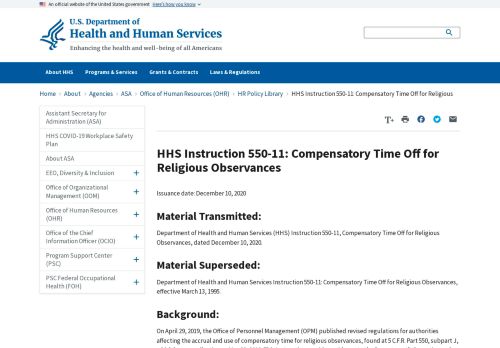 An official website of the United States government Here's how you know
U.S. Department of
Health and Human Services
Enhancing the health and well-being of all Americans
About HHS Programs & Services Grants & Contracts Laws & Regulations
Home > About > Agencies > ASA > Office of Human Resources (OHR) > HR Policy Library > HHS Instruction 550-11: Compensatory Time Off for Religious
Assistant Secretary for
Administration (ASA)
HHS COVID-19 Workplace Safety
Plan
About ASA
EEO, Diversity & Inclusion +
Office of Organizational
Management (OOM) +
Office of Human Resources
(OHR) +
Office of the Chief
Information Officer (OCIO) +
Program Support Center
(PSC) +
PSC Federal Occupational
Health (FOH) +
T+
HHS Instruction 550-11: Compensatory Time Off for
Religious Observances
Issuance date: December 10, 2020
Material Transmitted:
Department of Health and Human Services (HHS) Instruction 550-11, Compensatory Time Off for Religious
Observances, dated December 10, 2020.
Material Superseded:
Department of Health and Human Services Instruction 550-11: Compensatory Time Off for Religious Observances,
effective March 13, 1995.
Background:
On April 29, 2019, the Office of Personnel Management (OPM) published revised regulations for authorities
affecting the accrual and use of compensatory time for religious observances, found at 5 C.F.R. Part 550, subpart J,